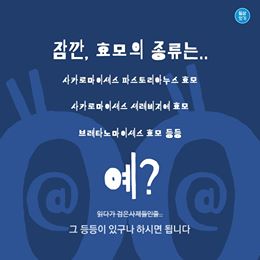 잠깐, 효모의 종류는..
사카로마이세스 파스토리아누스 효모
사카로마이세스 세레비지에 효모
브레타노마이세스 효모 등등
예?
읽다가 검은사제들인줄..
그 등등이 있구나 하시면 됩니다
@ @